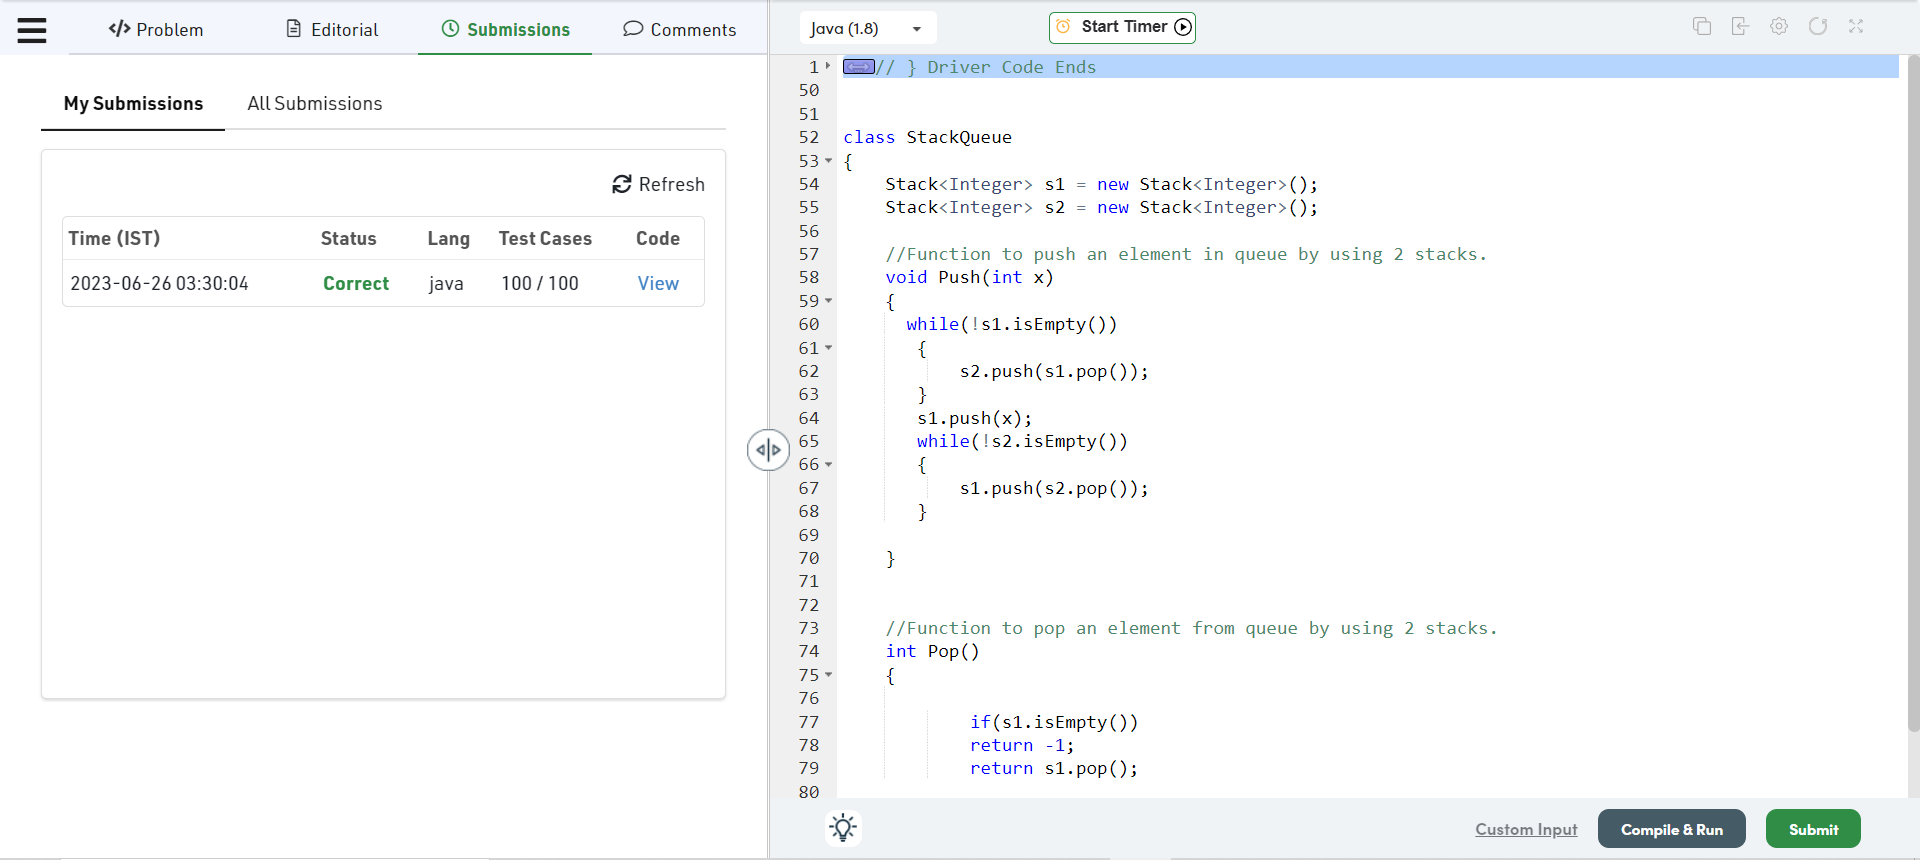 </> Problem
Editorial
Submissions
Comments
My Submissions
All Submissions
Refresh
Time (IST) Status Lang Test Cases Code
2023-06-26 03:30:04 Correct java 100 / 100 View
Java (1.8)
Start Timer
1 // } Driver Code Ends
50
51
52 class StackQueue
53 {
54     Stack<Integer> s1 = new Stack<Integer>();
55     Stack<Integer> s2 = new Stack<Integer>();
56
57     //Function to push an element in queue by using 2 stacks.
58     void Push(int x)
59     {
60       while(!s1.isEmpty())
61        {
62            s2.push(s1.pop());
63        }
64        s1.push(x);
65        while(!s2.isEmpty())
66        {
67            s1.push(s2.pop());
68        }
69
70     }
71
72
73     //Function to pop an element from queue by using 2 stacks.
74     int Pop()
75     {
76
77             if(s1.isEmpty())
78             return -1;
79             return s1.pop();
80
Custom Input
Compile & Run
Submit